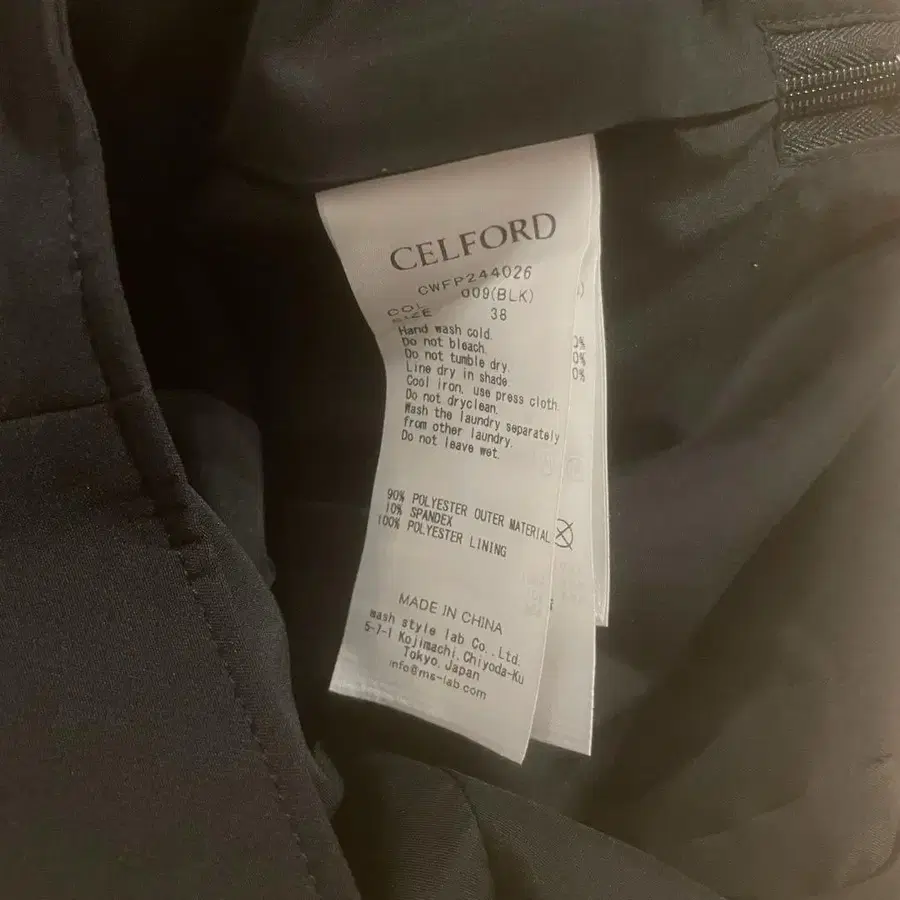 CELFORD
CWFP244026
COL 009(BLK)
SIZE 38
Hand wash cold.
Do not bleach.
Do not tumble dry.
Line dry in shade
Cool iron, use press cloth.
Do not dryclean.
Wash the laundry separately
from other laundry.
Do not leave wet.
90% POLYESTER OUTER MATERIAL
10% SPANDEX
100% POLYESTER LINING
MADE IN CHINA
mash style lab Co.,Ltd.
5-7-1 Kojimachi, Chiyoda-Ku
Tokyo, Japan
info@ms-lab.com
)
0%
0%